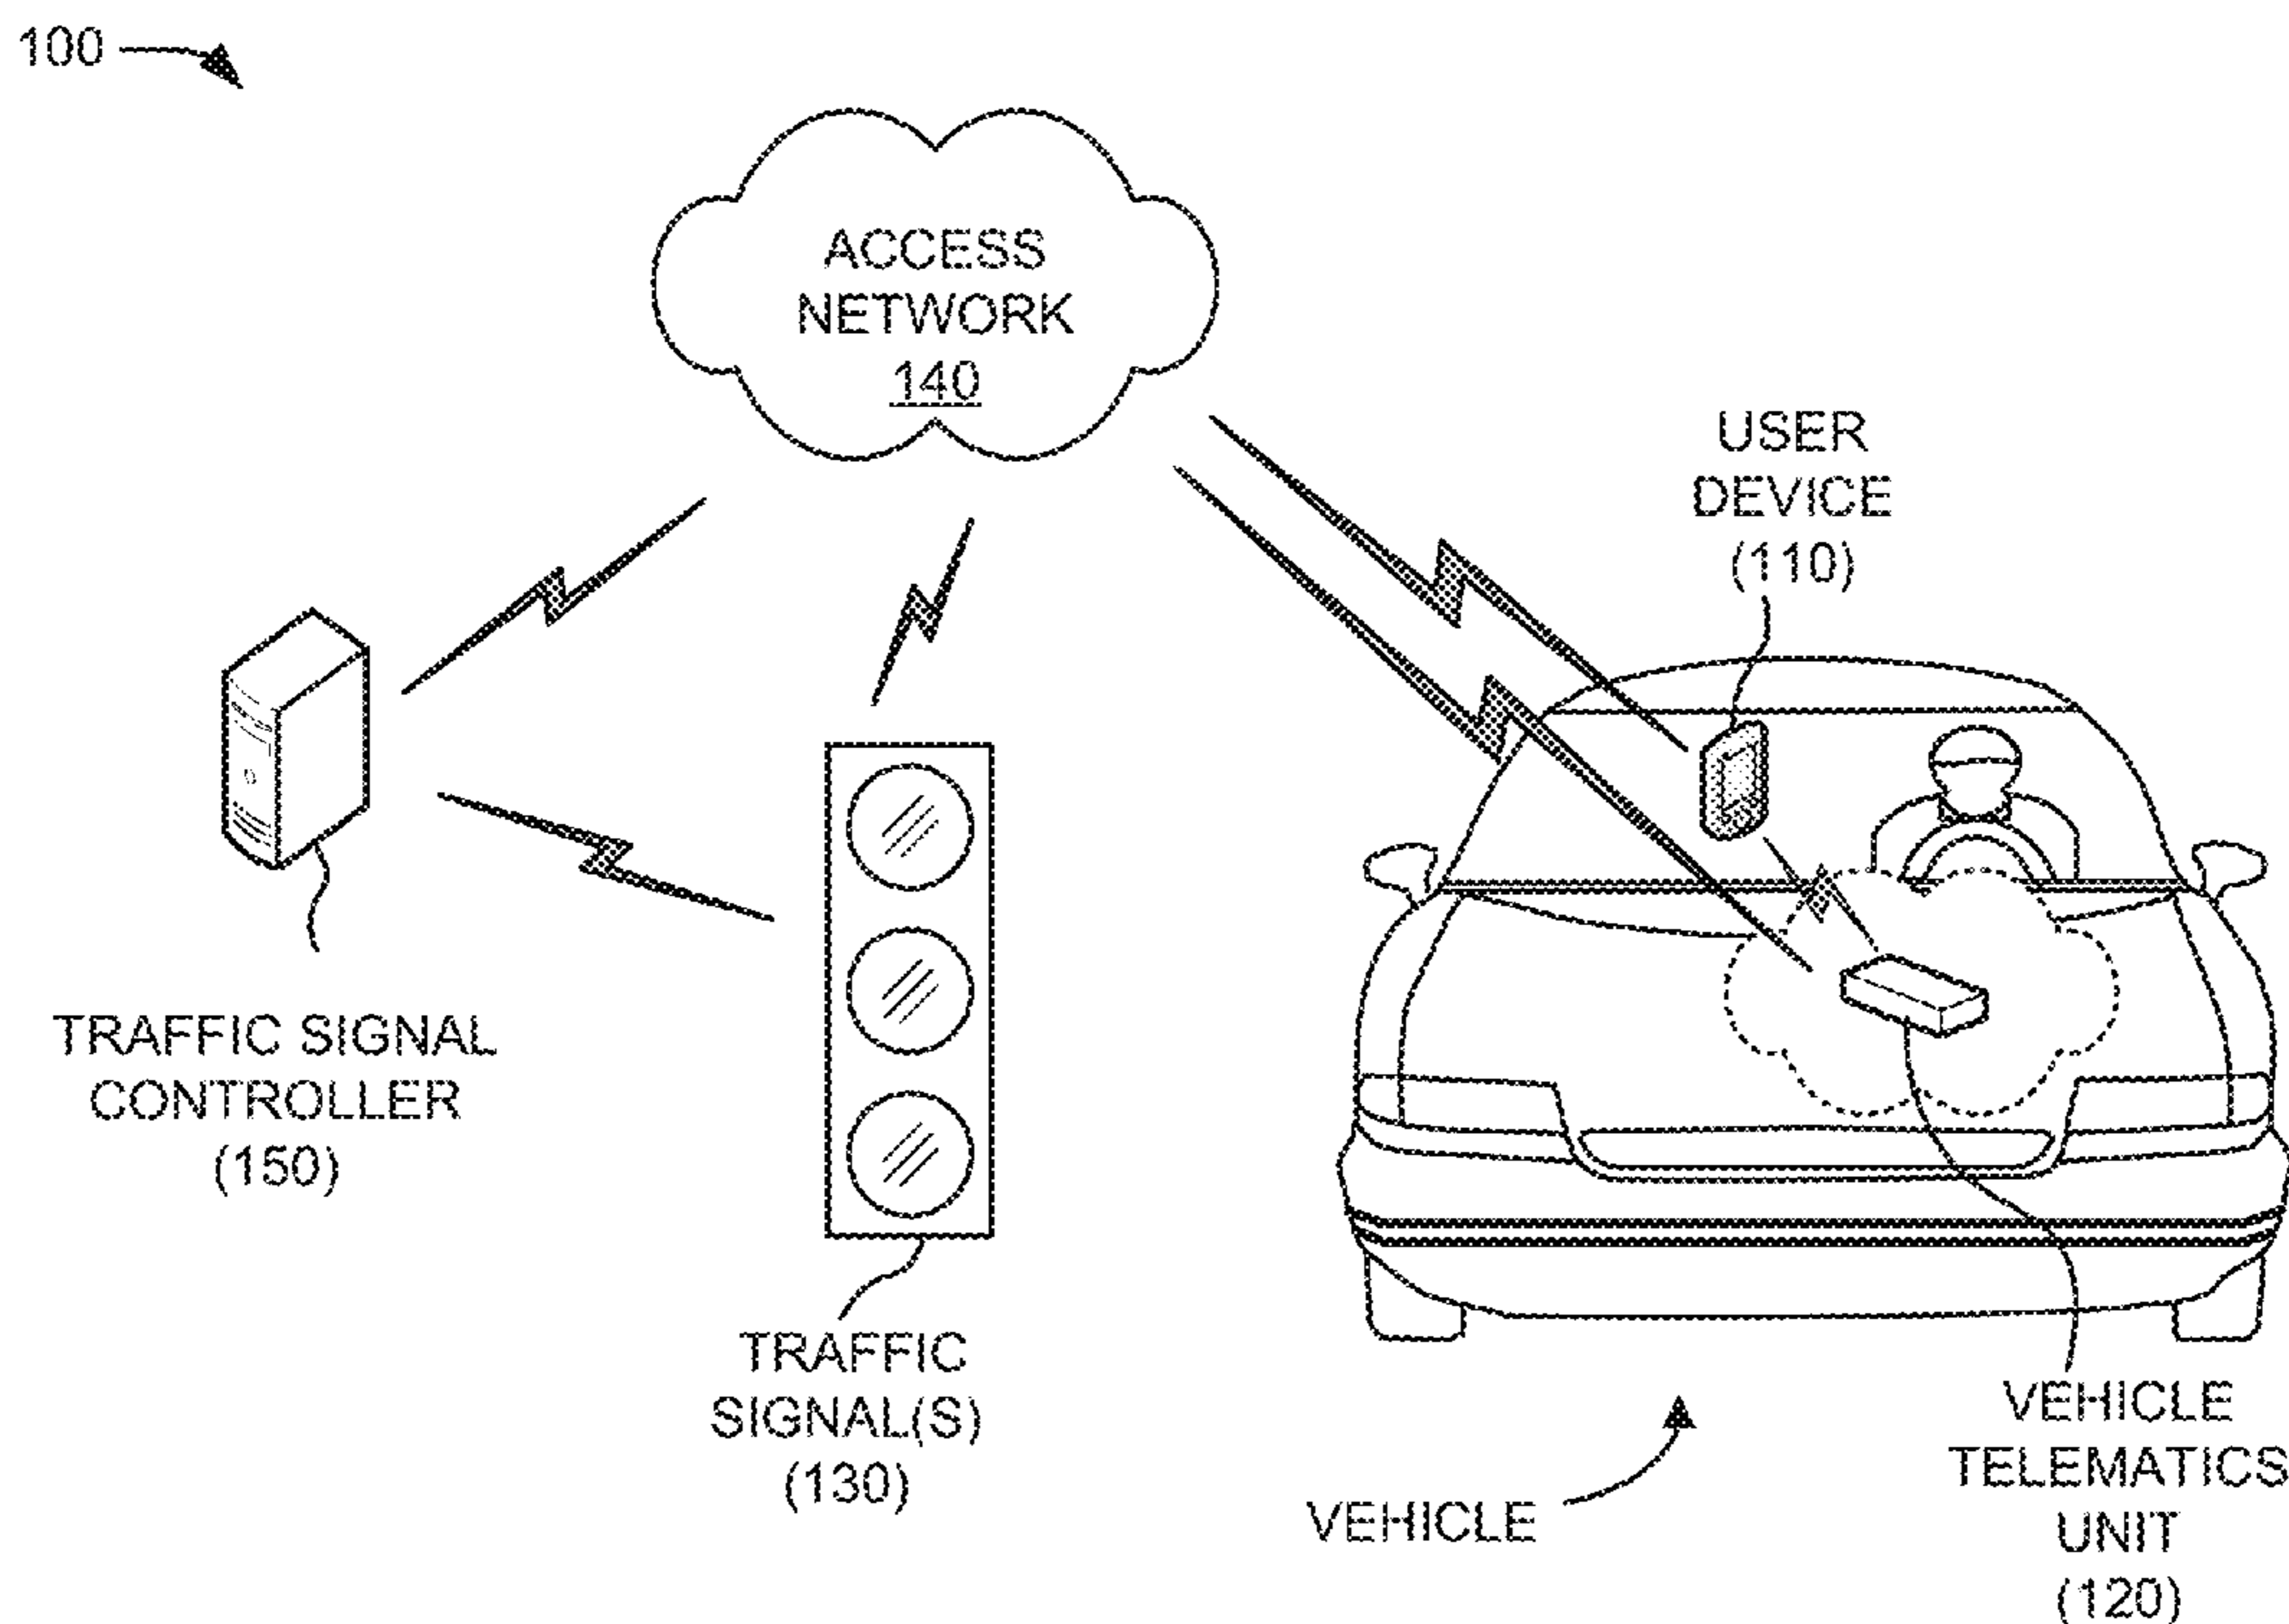 100
ACCESS
NETWORK
140
USER
DEVICE
(110)
TRAFFIC SIGNAL
CONTROLLER
(150)
TRAFFIC
SIGNAL(S)
(130)
VEHICLE
VEHICLE
TELEMATICS
UNIT
(120)